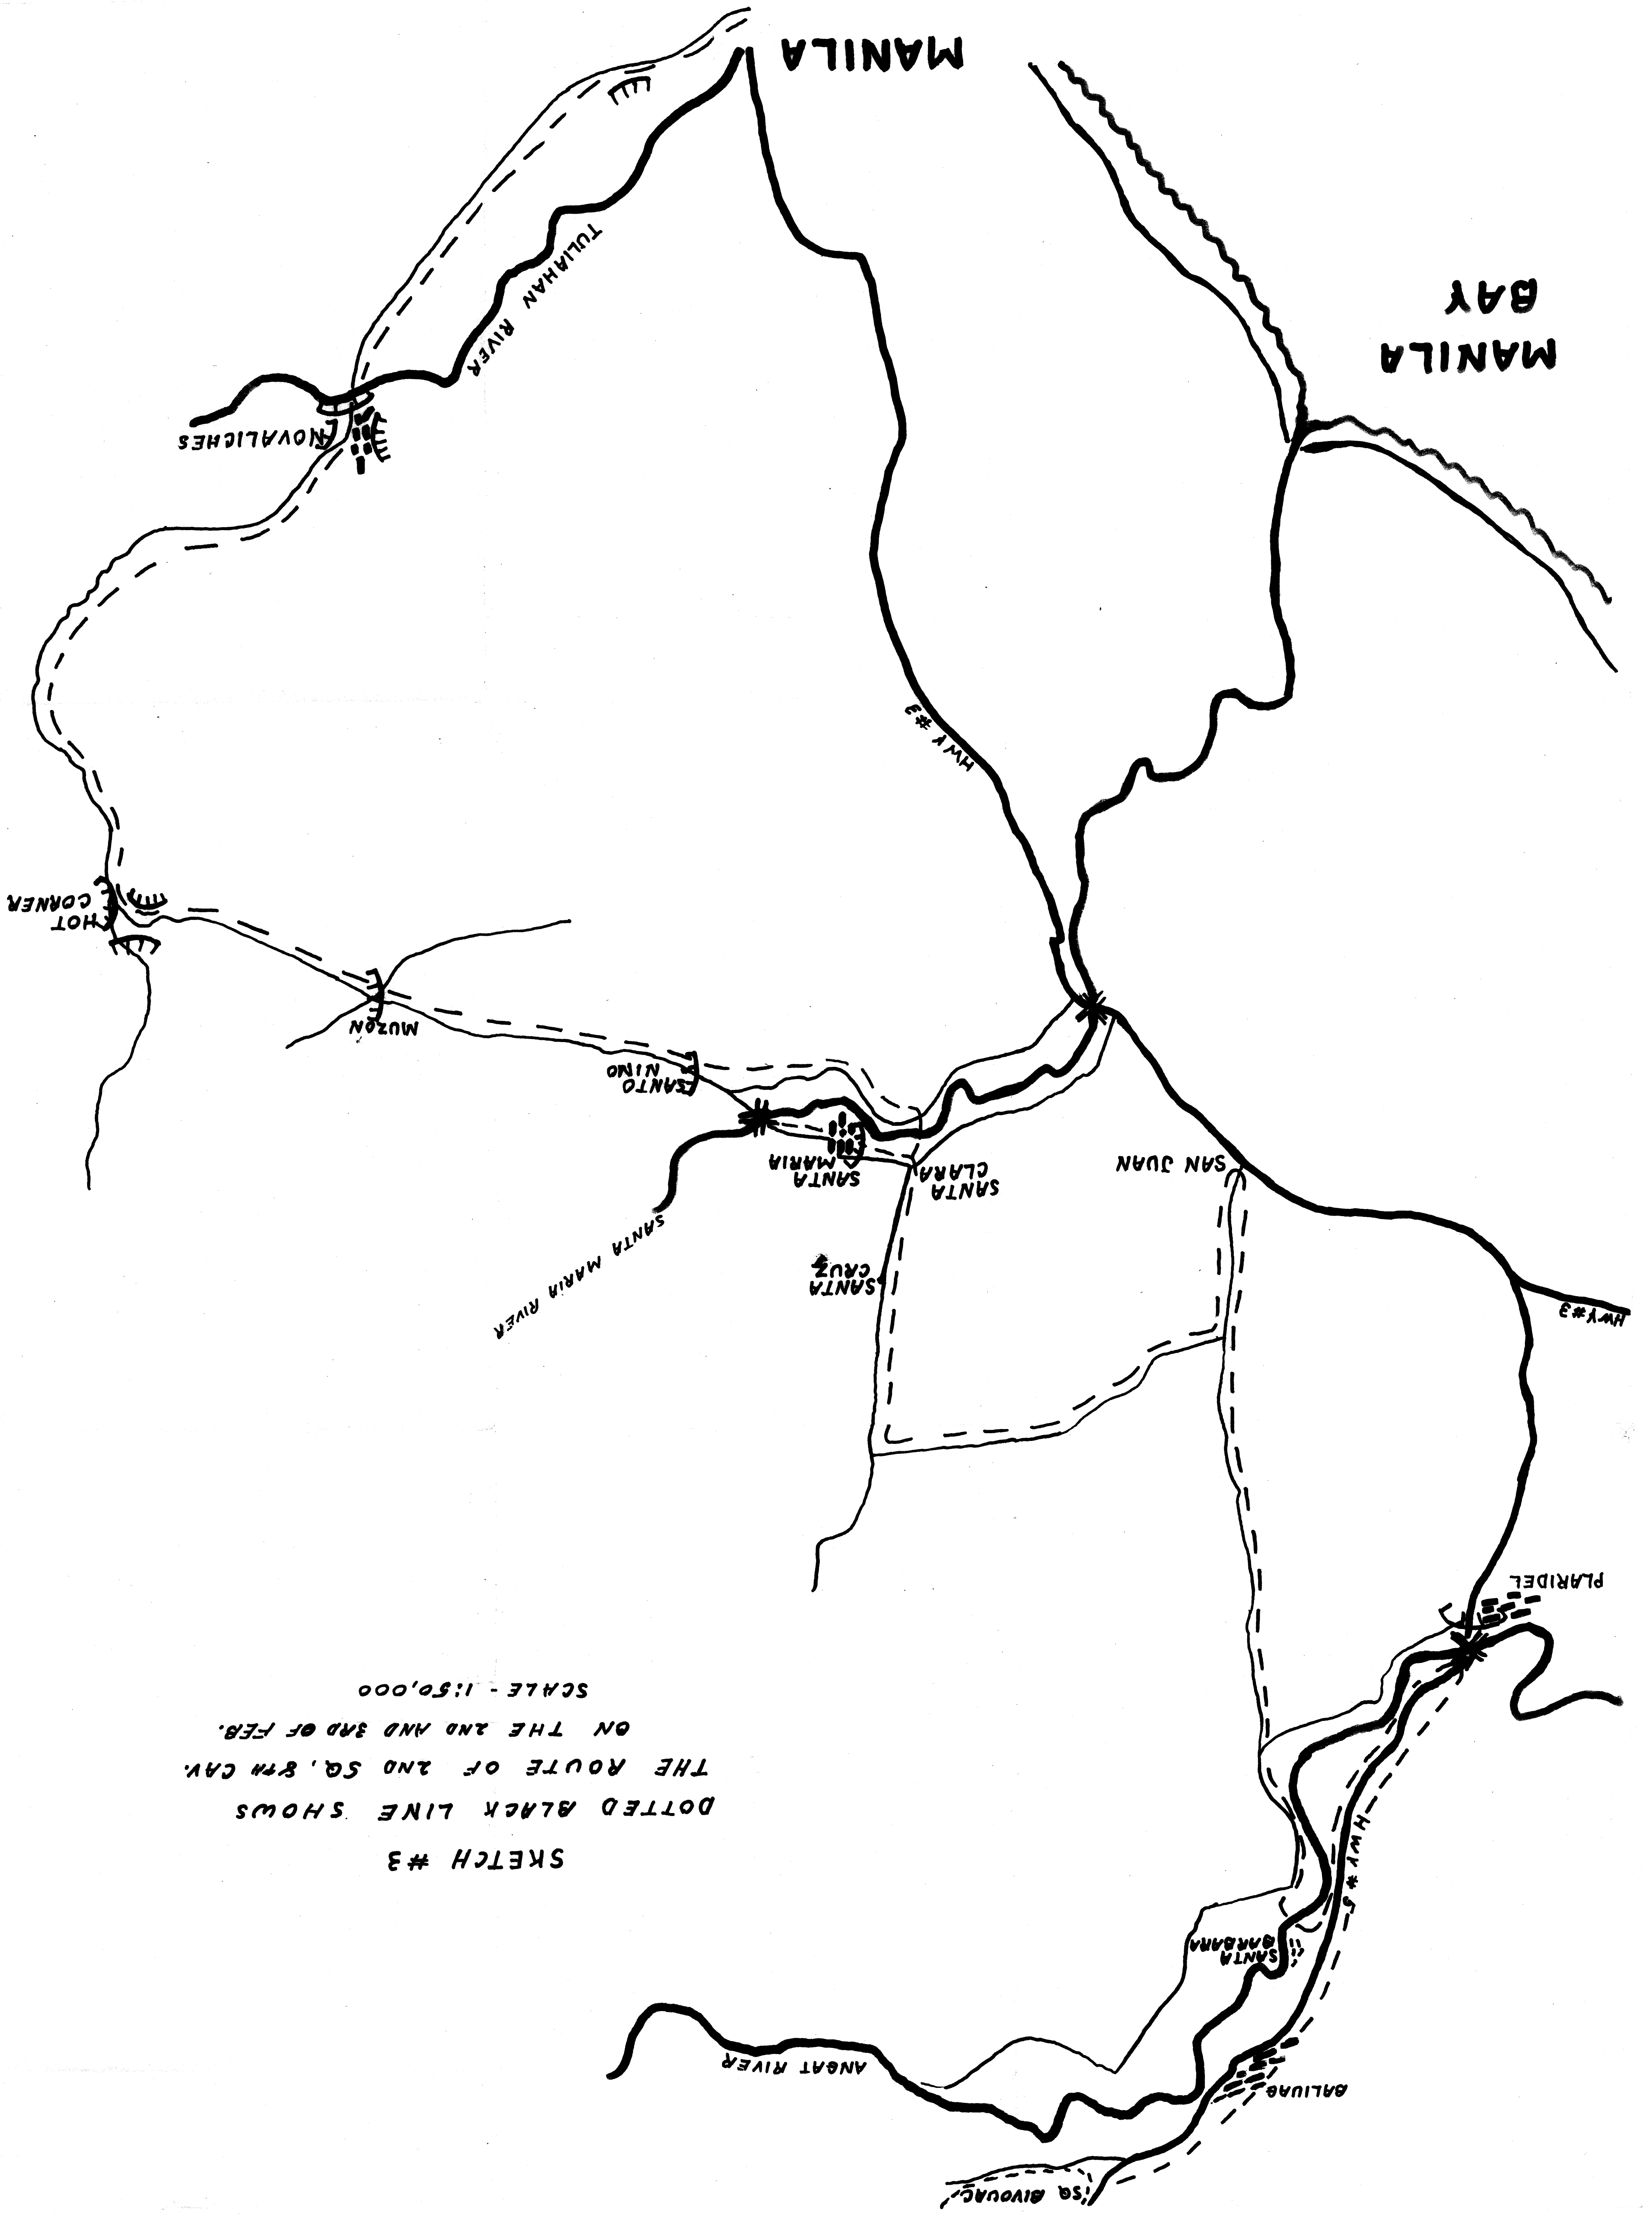 SQ BIVOUAC
BALIUAG
ANGAT RIVER
SANTA
BARBARA
HWY #5
SKETCH #3
DOTTED BLACK LINE SHOWS
THE ROUTE OF 2ND SQ, 8TH CAV.
ON THE 2ND AND 3RD OF FEB.
SCALE - 1:50,000
PLARIDEL
HWY #3
SANTA
CRUZ
SANTA MARIA RIVER
SAN JUAN
SANTA
CLARA
SANTA
MARIA
SANTO
NINO
MUZON
HOT
CORNER
HWY #3
NOVALICHES
MANILA
BAY
TULIAHAN RIVER
MANILA